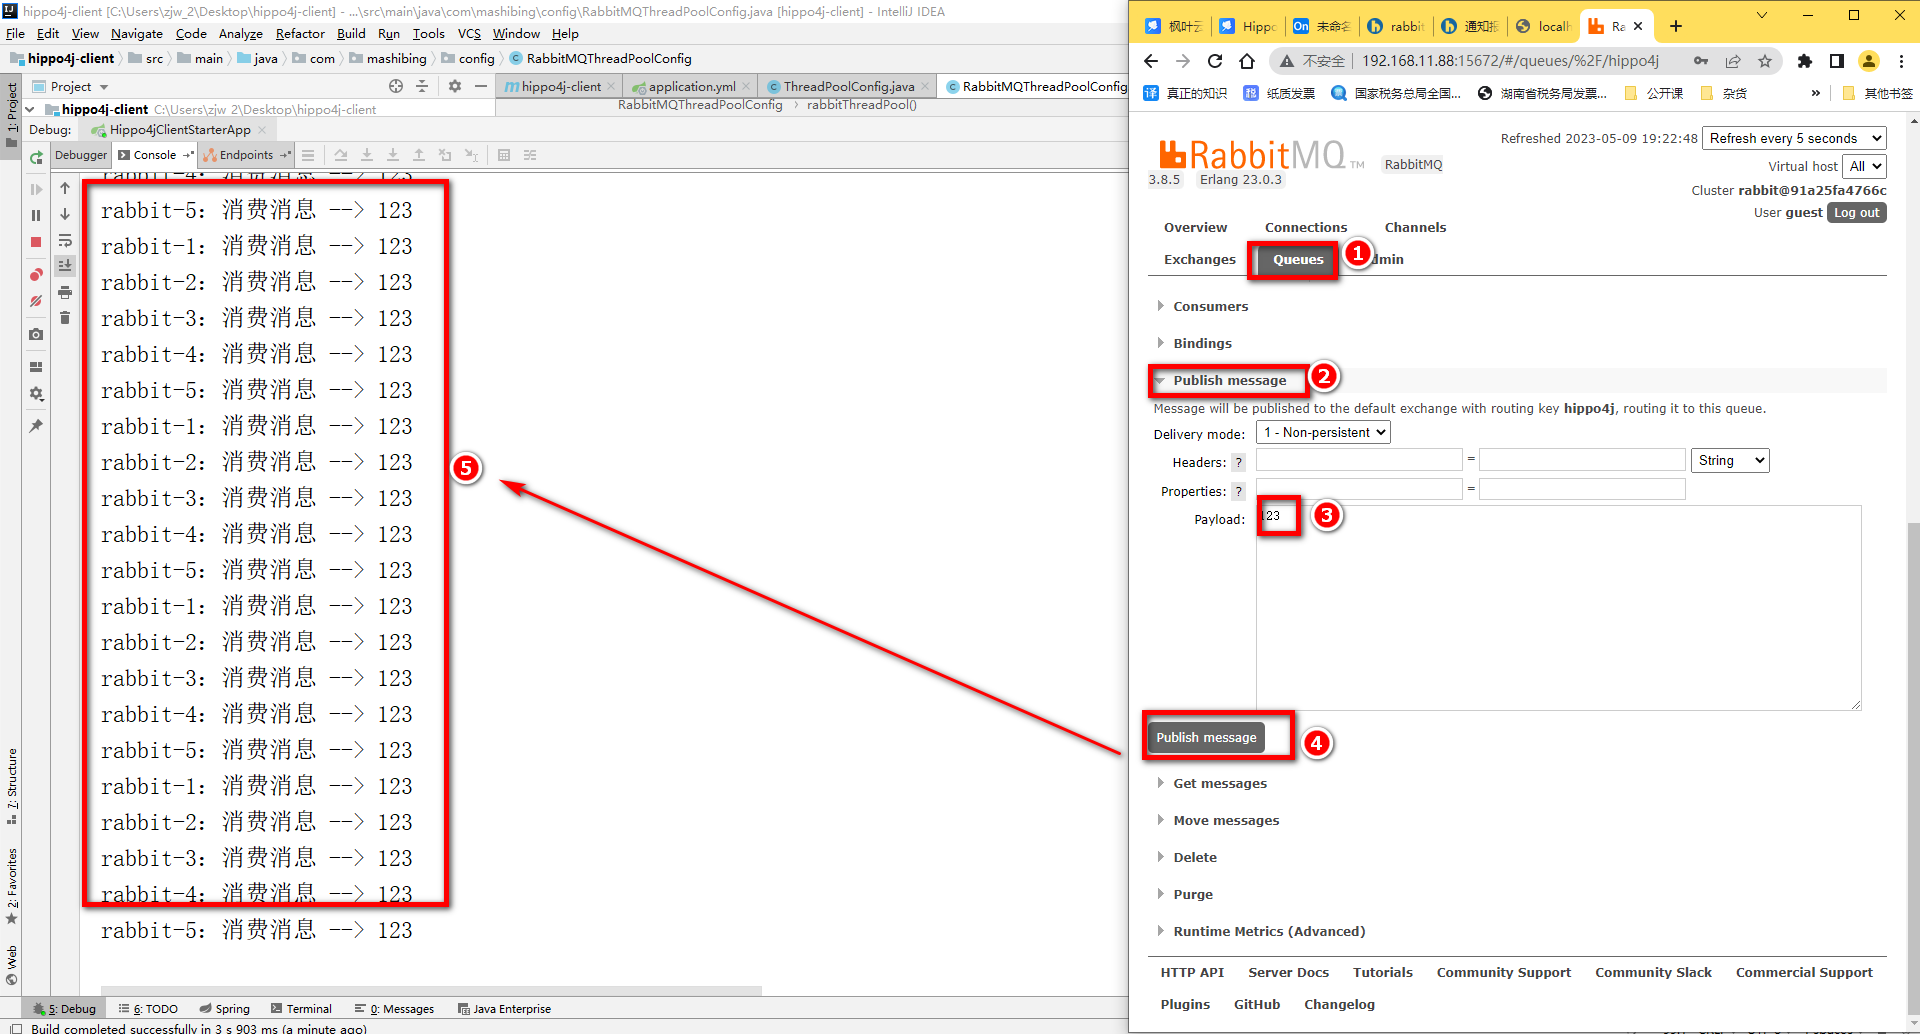 hippo4j-client [C:\Users\zjw_2\Desktop\hippo4j-client] - ...\src\main\java\com\mashibing\config\RabbitMQThreadPoolConfig.java [hippo4j-client] - IntelliJ IDEA
File Edit View Navigate Code Analyze Refactor Build Run Tools VCS Window Help
hippo4j-client src main java com mashibing config RabbitMQThreadPoolConfig
Project
hippo4j-client application.yml ThreadPoolConfig.java RabbitMQThreadPoolConfig
hippo4j-client C:\Users\zjw_2\Desktop\hippo4j-client
RabbitMQThreadPoolConfig › rabbitThreadPool()
Debug: Hippo4jClientStarterApp
Debugger Console Endpoints
rabbit-4: 消费消息 --> 123
rabbit-5: 消费消息 --> 123
rabbit-1: 消费消息 --> 123
rabbit-2: 消费消息 --> 123
rabbit-3: 消费消息 --> 123
rabbit-4: 消费消息 --> 123
rabbit-5: 消费消息 --> 123
rabbit-1: 消费消息 --> 123
rabbit-2: 消费消息 --> 123
rabbit-3: 消费消息 --> 123
rabbit-4: 消费消息 --> 123
rabbit-5: 消费消息 --> 123
rabbit-1: 消费消息 --> 123
rabbit-2: 消费消息 --> 123
rabbit-3: 消费消息 --> 123
rabbit-4: 消费消息 --> 123
rabbit-5: 消费消息 --> 123
rabbit-1: 消费消息 --> 123
rabbit-2: 消费消息 --> 123
rabbit-3: 消费消息 --> 123
rabbit-4: 消费消息 --> 123
rabbit-5: 消费消息 --> 123
5
1: Project
7: Structure
2: Favorites
Web
5: Debug 6: TODO Spring Terminal 0: Messages Java Enterprise
Build completed successfully in 3 s 903 ms (a minute ago)
枫叶云 Hippo 未命名 rabbit 通知报 localh Ra
不安全 192.168.11.88:15672/#/queues/%2F/hippo4j
真正的知识 纸质发票 国家税务总局全国... 湖南省税务局发票... 公开课 杂货 » 其他书签
RabbitMQ TM RabbitMQ
3.8.5 Erlang 23.0.3
Refreshed 2023-05-09 19:22:48 Refresh every 5 seconds
Virtual host All
Cluster rabbit@91a25fa4766c
User guest Log out
Overview Connections Channels
Exchanges Queues 1 dmin
Consumers
Bindings
Publish message 2
Message will be published to the default exchange with routing key hippo4j, routing it to this queue.
Delivery mode: 1 - Non-persistent
Headers: ? = String
Properties: ? =
Payload: 123 3
Publish message 4
Get messages
Move messages
Delete
Purge
Runtime Metrics (Advanced)
HTTP API Server Docs Tutorials Community Support Community Slack Commercial Support
Plugins GitHub Changelog